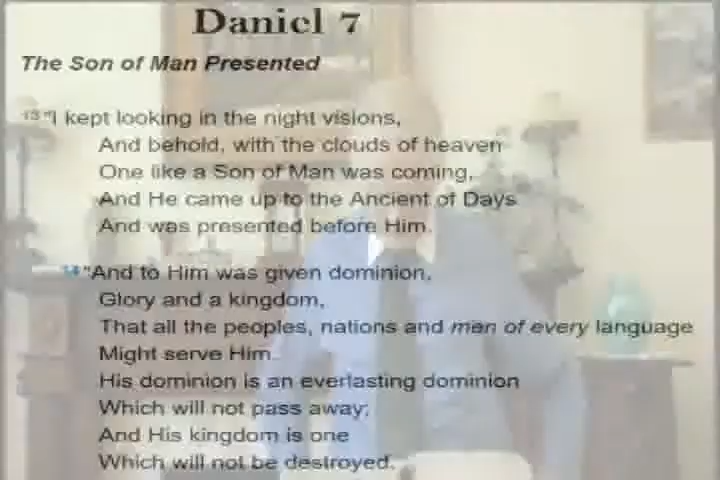 Daniel 7
The Son of Man Presented
13 "I kept looking in the night visions,
And behold, with the clouds of heaven
One like a Son of Man was coming,
And He came up to the Ancient of Days
And was presented before Him.
14 "And to Him was given dominion,
Glory and a kingdom,
That all the peoples, nations and men of every language
Might serve Him.
His dominion is an everlasting dominion
Which will not pass away;
And His kingdom is one
Which will not be destroyed.